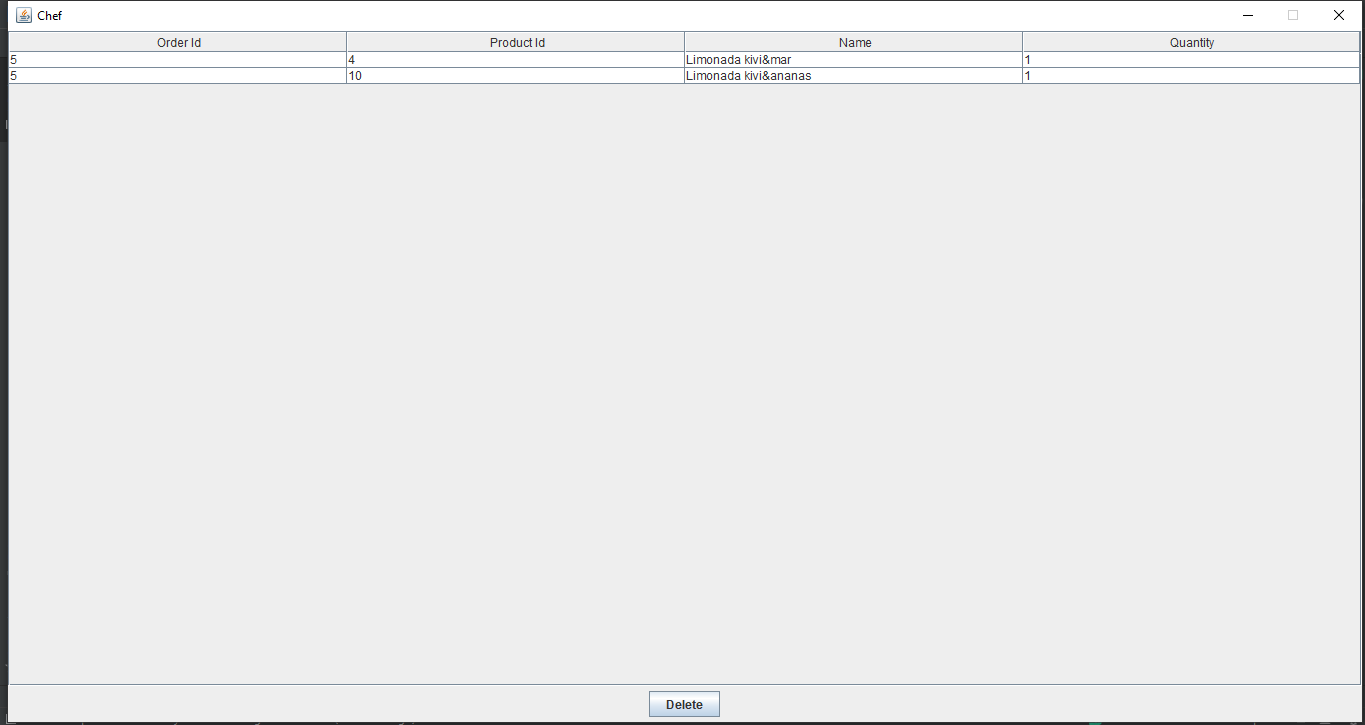 Chef
Order Id Product Id Name Quantity
5 4 Limonada kivi&mar 1
5 10 Limonada kivi&ananas 1
Delete